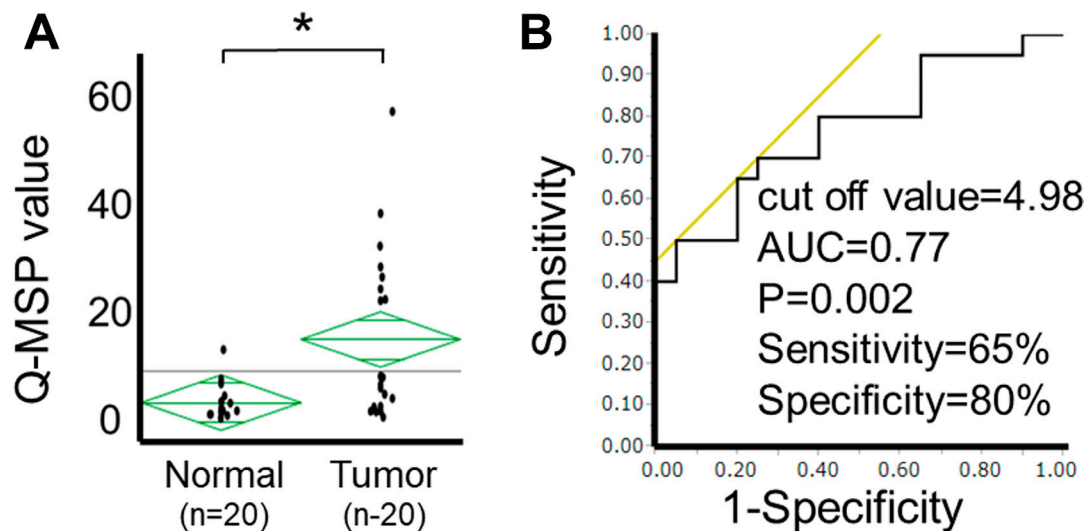 A
*
60
40
20
0
Q-MSP value
Normal
(n=20)
Tumor
(n-20)
B
1.00
0.90
0.80
0.70
0.60
0.50
0.40
0.30
0.20
0.10
0.00
Sensitivity
cut off value=4.98
AUC=0.77
P=0.002
Sensitivity=65%
Specificity=80%
0.00 0.20 0.40 0.60 0.80 1.00
1-Specificity